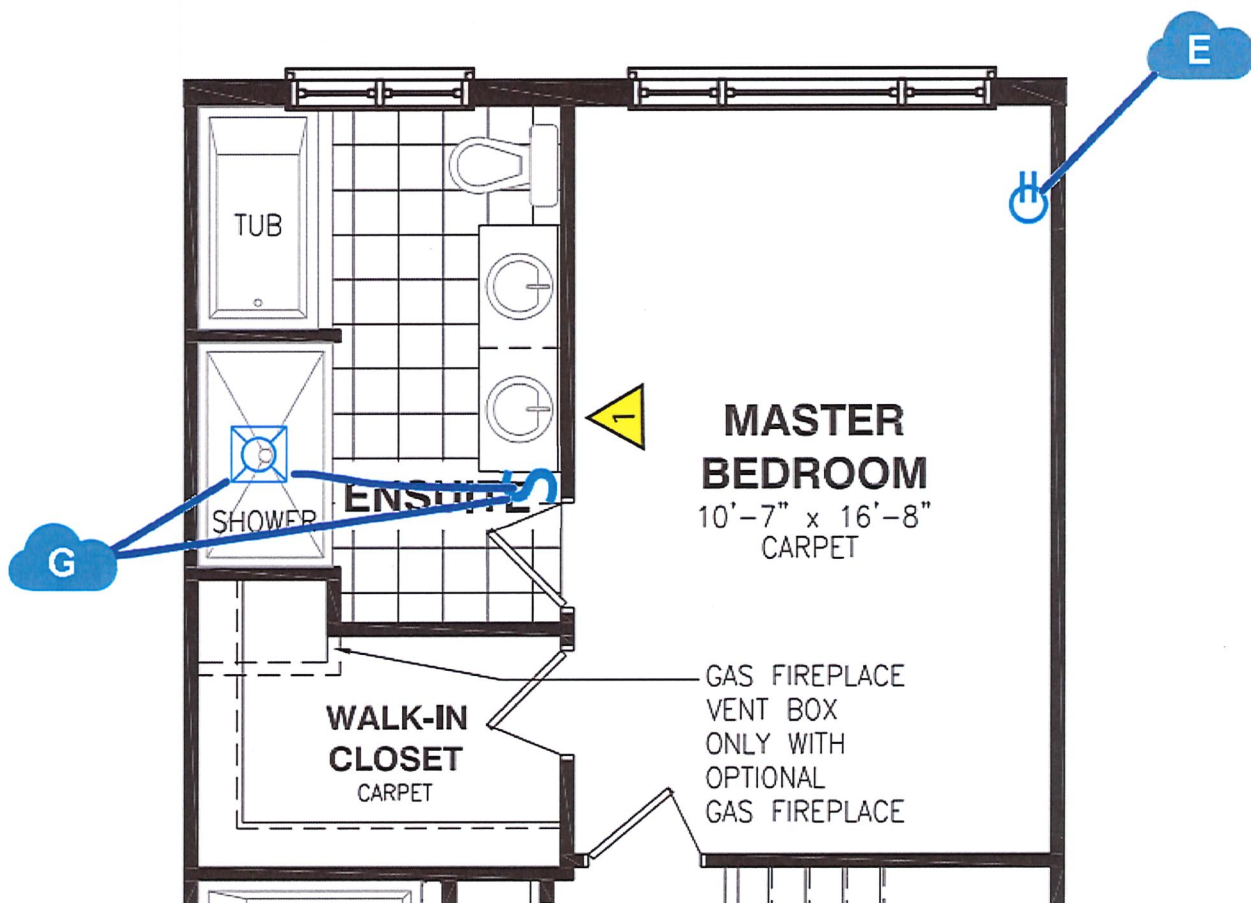 E
TUB
1
MASTER
BEDROOM
10'-7" x 16'-8"
CARPET
ENSUITE
SHOWER
G
GAS FIREPLACE
VENT BOX
ONLY WITH
OPTIONAL
GAS FIREPLACE
WALK-IN
CLOSET
CARPET